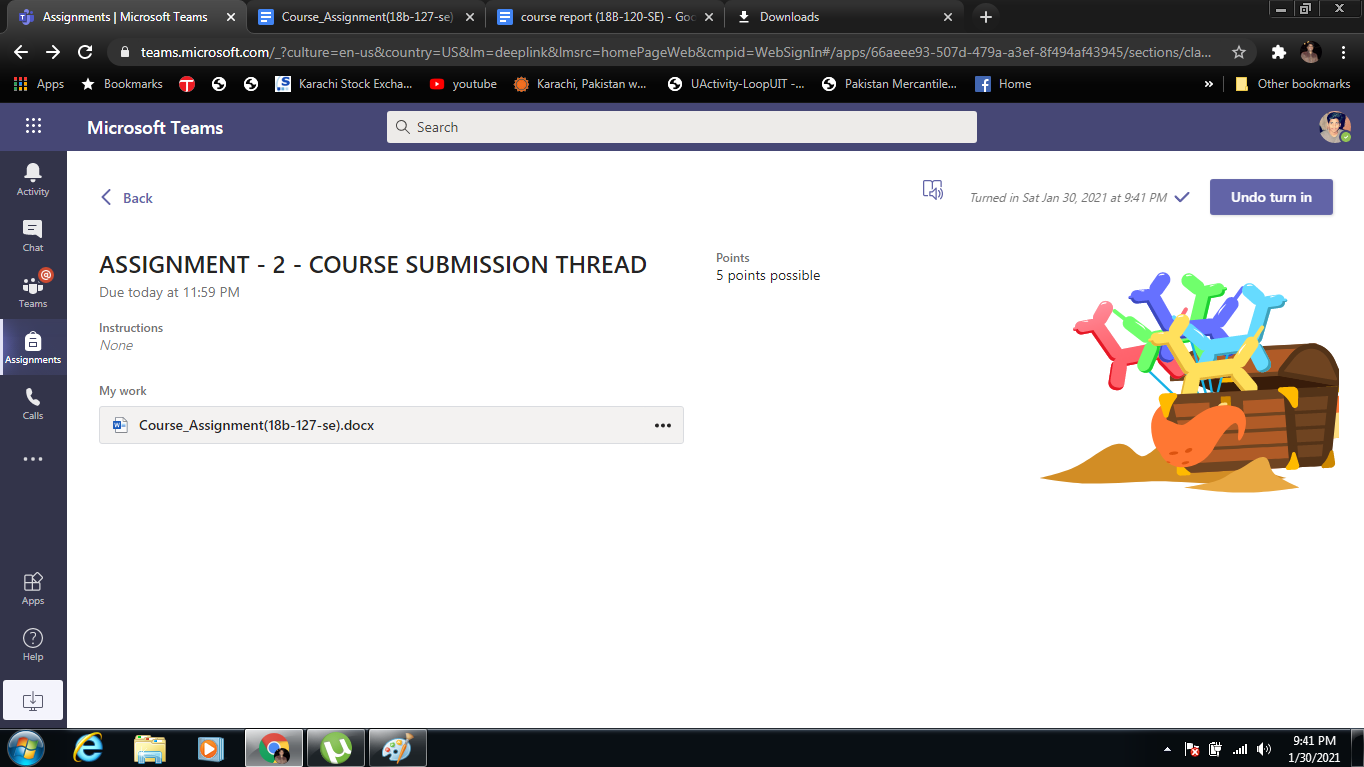 Assignments | Microsoft Teams
Course_Assignment(18b-127-se)
course report (18B-120-SE) - Goo
Downloads
teams.microsoft.com/_?culture=en-us&country=US&lm=deeplink&lmsrc=homePageWeb&cmpid=WebSignIn#/apps/66aeee93-507d-479a-a3ef-8f494af43945/sections/cla...
Apps
Bookmarks
Karachi Stock Excha...
youtube
Karachi, Pakistan w...
UActivity-LoopUIT -...
Pakistan Mercantile...
Home
»
Other bookmarks
Microsoft Teams
Search
Activity
Chat
Teams
Assignments
Calls
Apps
Help
Back
Turned in Sat Jan 30, 2021 at 9:41 PM
Undo turn in
ASSIGNMENT - 2 - COURSE SUBMISSION THREAD
Due today at 11:59 PM
Points
5 points possible
Instructions
None
My work
Course_Assignment(18b-127-se).docx
9:41 PM
1/30/2021